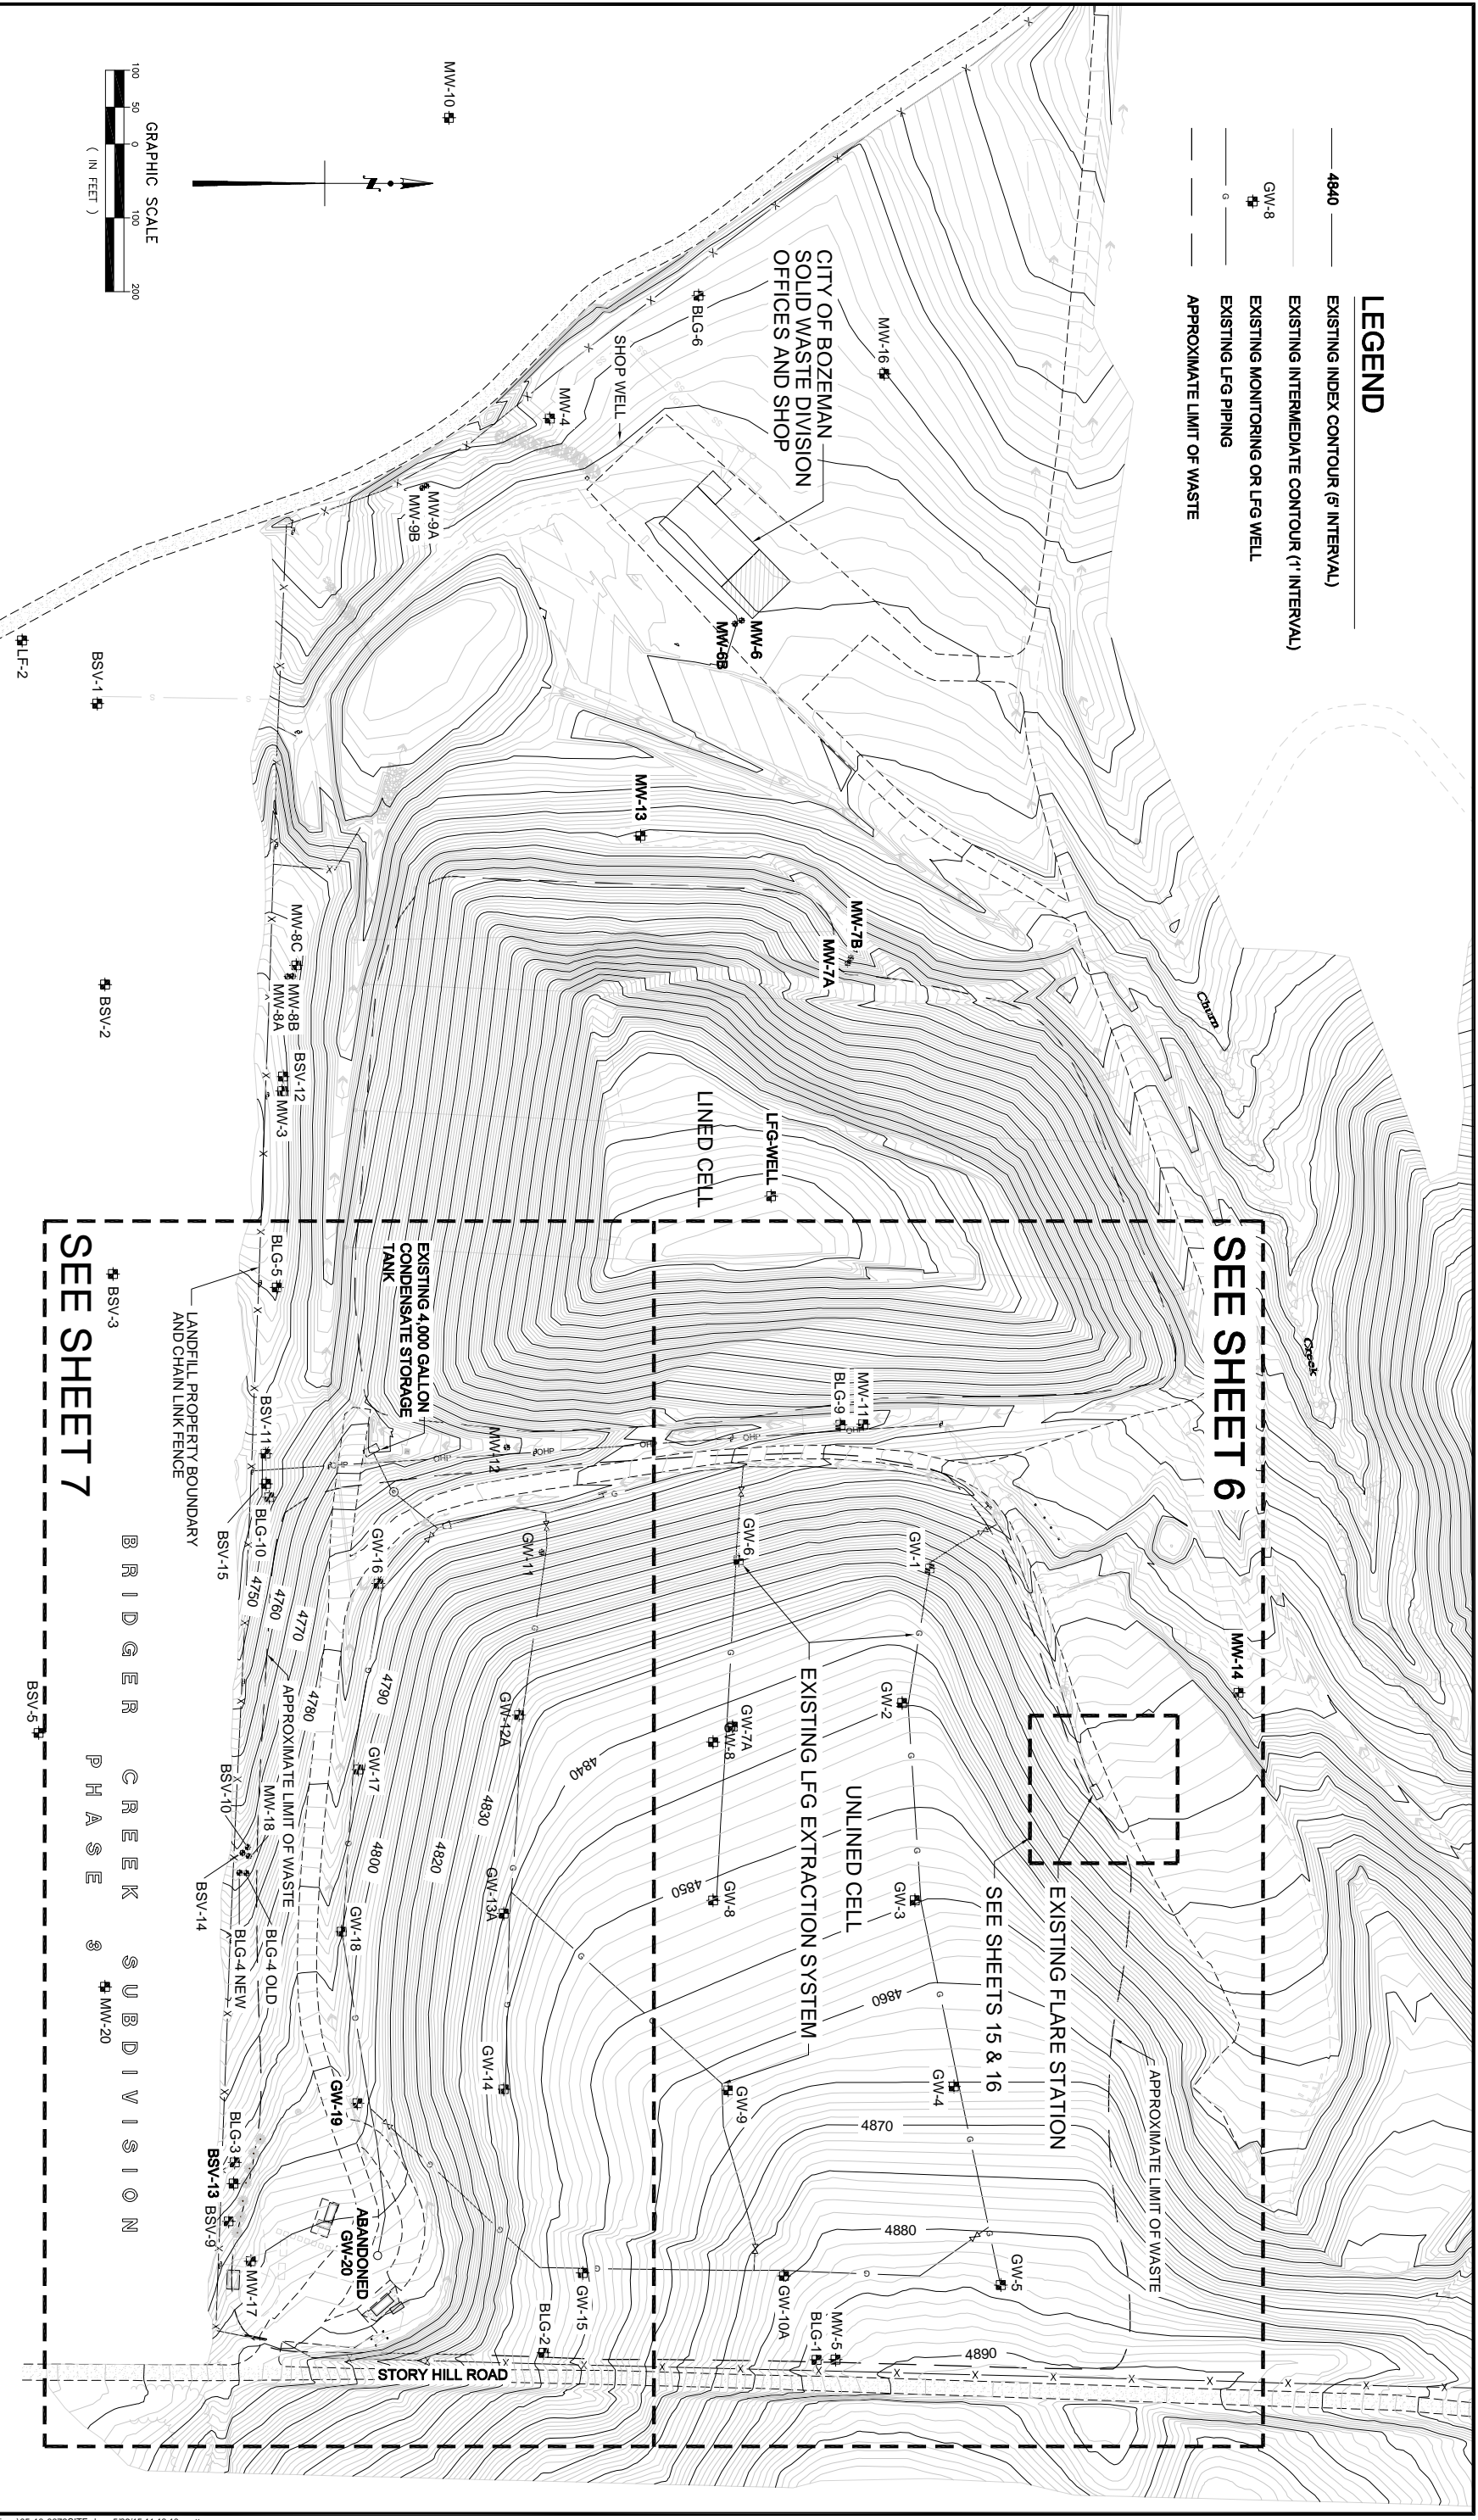 LEGEND
4840
EXISTING INDEX CONTOUR (5' INTERVAL)
EXISTING INTERMEDIATE CONTOUR (1' INTERVAL)
GW-8
EXISTING MONITORING OR LFG WELL
G
EXISTING LFG PIPING
APPROXIMATE LIMIT OF WASTE
MW-10
N
GRAPHIC SCALE
( IN FEET )
100
50
0
100
200
CITY OF BOZEMAN
SOLID WASTE DIVISION
OFFICES AND SHOP
MW-16
BLG-6
SHOP WELL
MW-4
MW-9A
MW-9B
MW-6
MW-6B
LF-2
BSV-1
MW-13
MW-7B
MW-7A
Churn
Creek
MW-8C
MW-8B
MW-8A
BSV-12
MW-3
BSV-2
LFG-WELL
LINED CELL
SEE SHEET 6
SEE SHEET 7
BSV-3
BLG-5
LANDFILL PROPERTY BOUNDARY
AND CHAIN LINK FENCE
EXISTING 4,000 GALLON
CONDENSATE STORAGE
TANK
MW-11
BLG-9
MW-12
OHP
BSV-11
BLG-10
BSV-15
GW-16
GW-11
GW-6
GW-1
MW-14
4750
4760
4770
4780
4790
4800
4820
4830
4840
4850
4860
4870
4880
4890
APPROXIMATE LIMIT OF WASTE
EXISTING LFG EXTRACTION SYSTEM
UNLINED CELL
SEE SHEETS 15 & 16
EXISTING FLARE STATION
APPROXIMATE LIMIT OF WASTE
GW-12A
GW-7A
GW-8
GW-2
GW-17
BSV-5
BSV-10
MW-18
BSV-14
BLG-4 OLD
BLG-4 NEW
GW-18
GW-13A
GW-8
GW-3
BRIDGER CREEK SUBDIVISION
PHASE 3
MW-20
GW-14
GW-9
GW-4
GW-19
BLG-3
BSV-13
BSV-9
MW-17
ABANDONED
GW-20
GW-15
BLG-2
GW-10A
GW-5
MW-5
BLG-1
STORY HILL ROAD